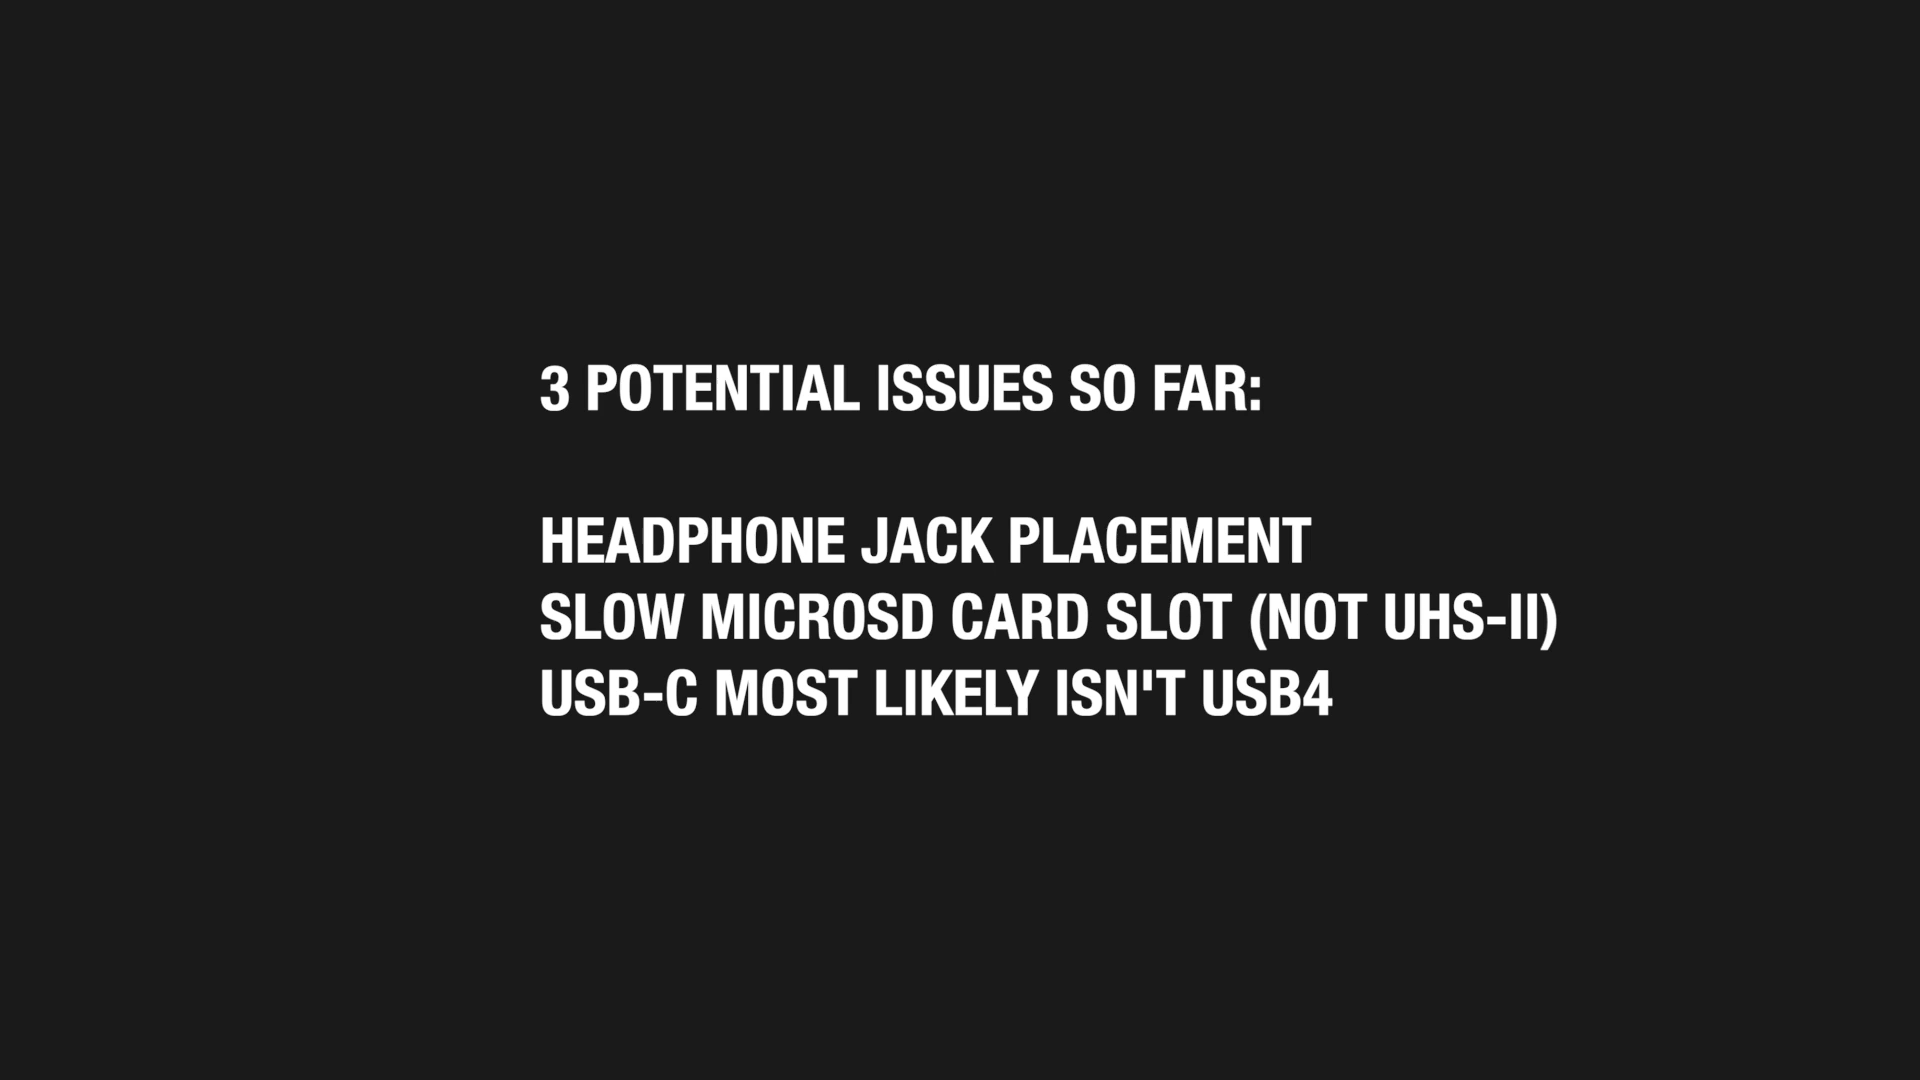 3 POTENTIAL ISSUES SO FAR:
HEADPHONE JACK PLACEMENT
SLOW MICROSD CARD SLOT (NOT UHS-II)
USB-C MOST LIKELY ISN'T USB4